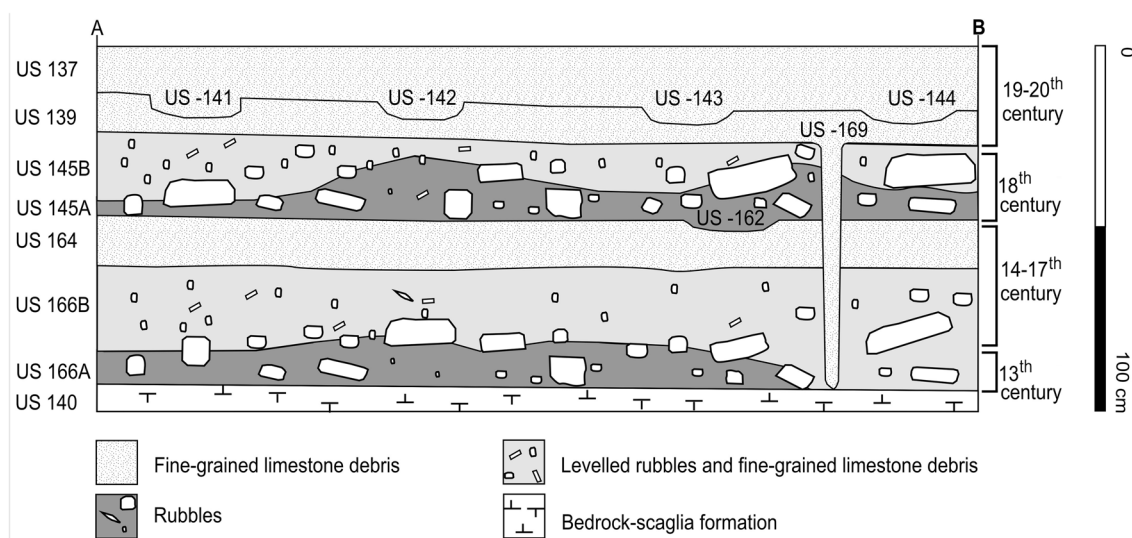 A
B
US 137
US -141
US -142
US -143
US -144
US 139
US -169
US 145B
US 145A
US -162
US 164
US 166B
US 166A
US 140
19-20th
century
18th
century
14-17th
century
13th
century
0
100 cm
Fine-grained limestone debris
Levelled rubbles and fine-grained limestone debris
Rubbles
Bedrock-scaglia formation